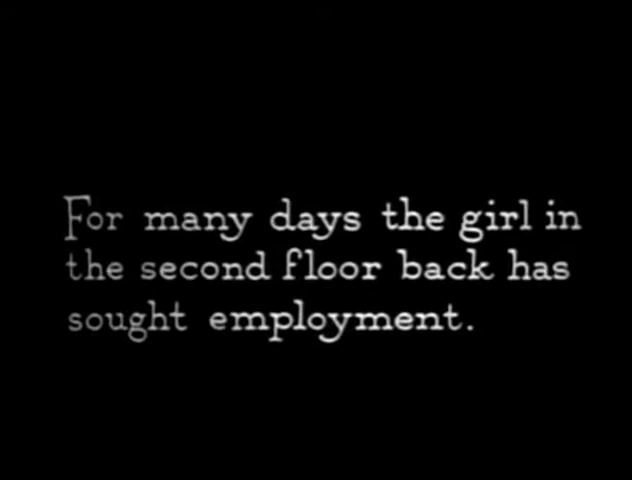 For many days the girl in
the second floor back has
sought employment.